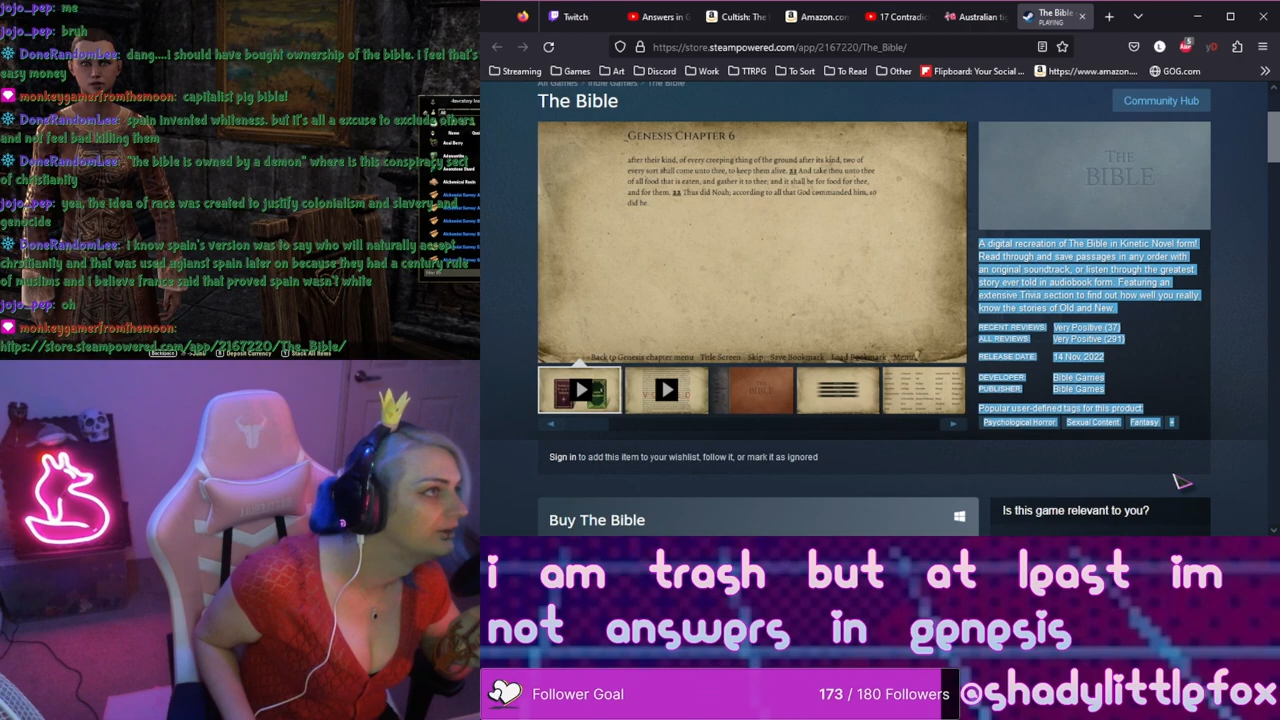 jojo_pep: me
jojo_pep: bryh
DoneRandomLee: dang....i should have bought ownership of the bible. i feel that's
easy money
monkeygamerfromthemoon: capitalist pig bible!
DoneRandomLee: spain invented whiteness. but it's all a excuse to exclude others
and not feel bad killing them
DoneRandomLee: "the bible is owned by a demon" where is this conspiracy sect
of christianity
jojo_pep: yea, the idea of race was created to justify colonialism and slavery and
genocide
DoneRandomLee: i know spain's version was to say who will naturally accept
chrsitianity and that was used agianst spain later on because they had a century rule
of muslims and i believe france said that proved spain wasn't white
jojo_pep: oh
monkeygamerfromthemoon:
https://store.steampowered.com/app/2167220/The_Bible/
Deposit Currency
Stack All Items
Twitch
Answers in G
Cultish: The
Amazon.com
17 Contradic
Australian ti
The Bible
PLAYING
https://store.steampowered.com/app/2167220/The_Bible/
Streaming
Games
Art
Discord
Work
TTRPG
To Sort
To Read
Other
Flipboard: Your Social ...
https://www.amazon....
GOG.com
All Games > Indie Games > The Bible
The Bible
Community Hub
Genesis Chapter 6
after their kind, of every creeping thing of the ground after its kind, two of
every sort shall come unto thee, to keep them alive. 21 And take thou unto thee
of all food that is eaten, and gather it to thee; and it shall be for food for thee,
and for them. 22 Thus did Noah; according to all that God commanded him, so
did he.
Back to Genesis chapter menu Title Screen Skip Save Bookmark Load Bookmark Menu
THE
BIBLE
A digital recreation of The Bible in Kinetic Novel form!
Read through and save passages in any order with
an original soundtrack, or listen through the greatest
story ever told in audiobook form. Featuring an
extensive Trivia section to find out how well you really
know the stories of Old and New.
RECENT REVIEWS: Very Positive (37)
ALL REVIEWS: Very Positive (291)
RELEASE DATE: 14 Nov, 2022
DEVELOPER: Bible Games
PUBLISHER: Bible Games
Popular user-defined tags for this product:
Psychological Horror Sexual Content Fantasy +
Sign in to add this item to your wishlist, follow it, or mark it as ignored
Buy The Bible
Is this game relevant to you?
i am trash but at least im
not answers in genesis
Follower Goal
173 / 180 Followers
@shadylittlefox